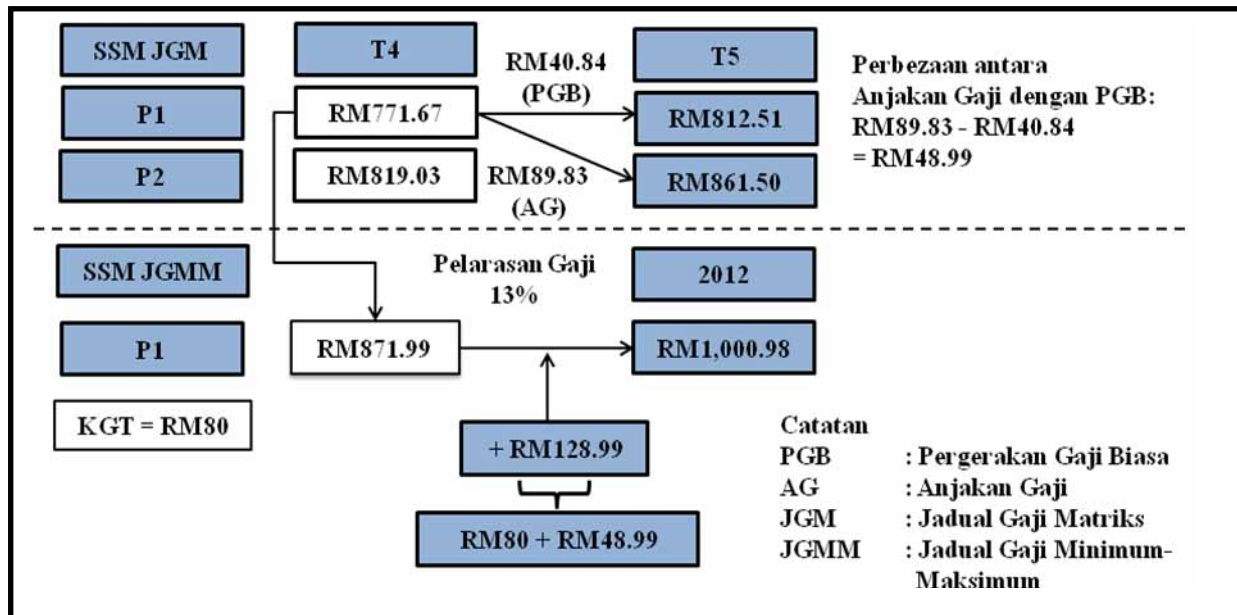 SSM JGM
T4
RM40.84
(PGB)
T5
P1
RM771.67
RM812.51
P2
RM819.03
RM89.83
(AG)
RM861.50
Perbezaan antara
Anjakan Gaji dengan PGB:
RM89.83 - RM40.84
= RM48.99
SSM JGMM
Pelarasan Gaji
13%
2012
P1
RM871.99
RM1,000.98
KGT = RM80
+ RM128.99
RM80 + RM48.99
Catatan
PGB : Pergerakan Gaji Biasa
AG : Anjakan Gaji
JGM : Jadual Gaji Matriks
JGMM : Jadual Gaji Minimum-
Maksimum